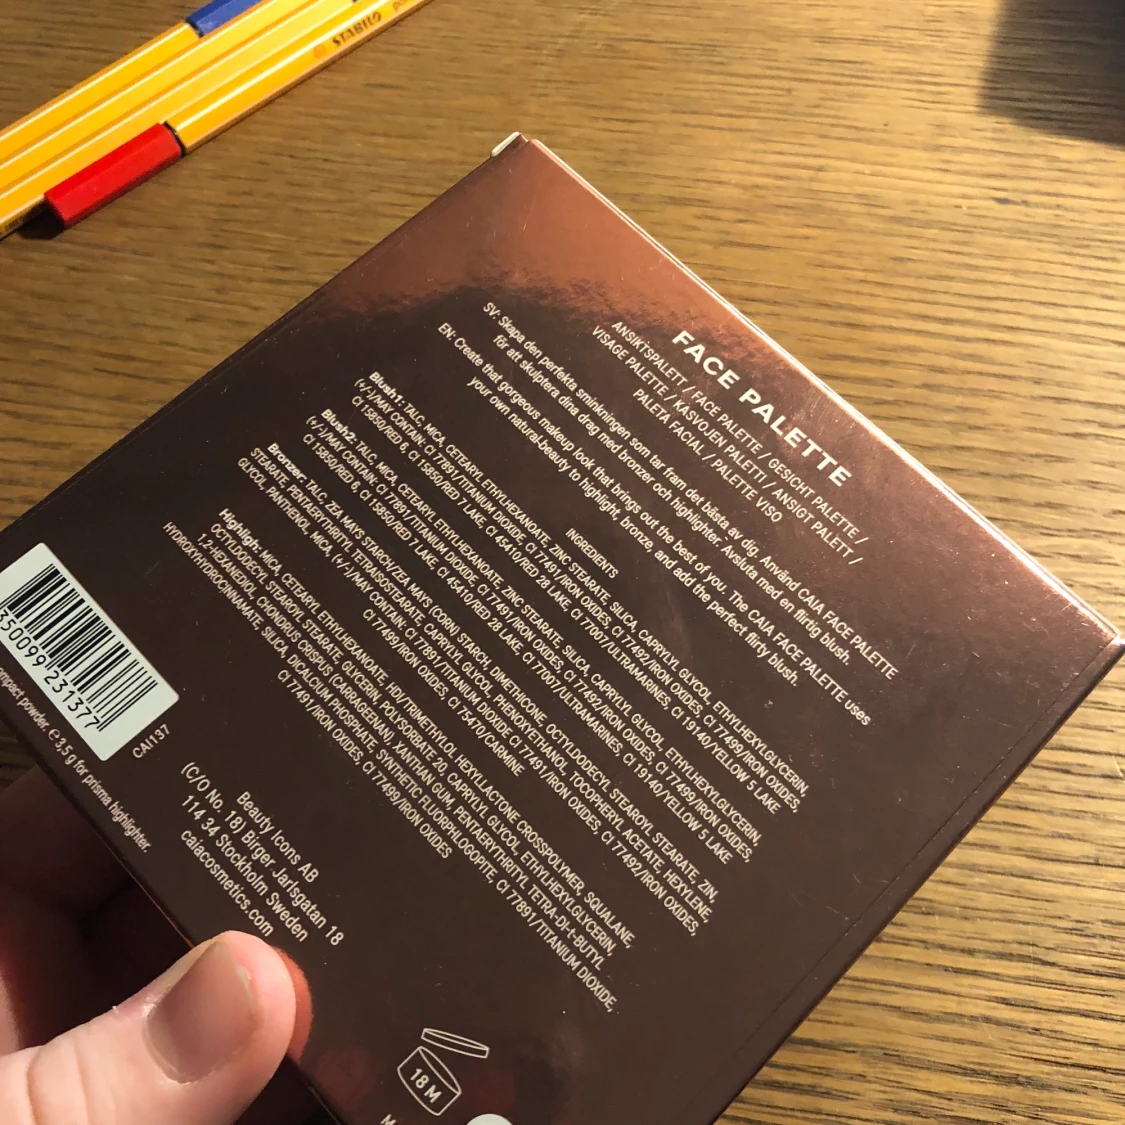 STABILO
FACE PALETTE
ANSIKTSPALETT / FACE PALETTE / GESICHT PALETTE /
VISAGE PALETTE / KASVOJEN PALETTI / ANSIGT PALETT /
PALETA FACIAL / PALETTE VISO
SV: Skapa den perfekta sminkningen som tar fram det bästa av dig. Använd CAIA FACE PALETTE
för att skulptera dina drag med bronzer och highlighter. Avsluta med en flirtig blush.
EN: Create that gorgeous makeup look that brings out the best of you. The CAIA FACE PALETTE uses
your own natural-beauty to highlight, bronze, and add the perfect flirty blush.
INGREDIENTS
Blush1: TALC, MICA, CETEARYL ETHYLHEXANOATE, ZINC STEARATE, SILICA, CAPRYLYL GLYCOL, ETHYLHEXYLGLYCERIN,
(+/-)/MAY CONTAIN: CI 77891/TITANIUM DIOXIDE, CI 77491/IRON OXIDES, CI 77492/IRON OXIDES, CI 77499/IRON OXIDES
CI 15850/RED 6, CI 15850/RED 7 LAKE, CI 45410/RED 28 LAKE, CI 77007/ULTRAMARINES, CI 19140/YELLOW 5 LAKE
Blush2: TALC, MICA, CETEARYL ETHYLHEXANOATE, ZINC STEARATE, SILICA, CAPRYLYL GLYCOL, ETHYLHEXYLGLYCERIN
(+/-)/MAY CONTAIN: CI 77891/TITANIUM DIOXIDE, CI 77491/IRON OXIDES, CI 77492/IRON OXIDES, CI 77499/IRON OXIDES,
CI 15850/RED 6, CI 15850/RED 7 LAKE, CI 45410/RED 28 LAKE, CI 77007/ULTRAMARINES, CI 19140/YELLOW 5 LAKE
Bronzer: TALC, ZEA MAYS STARCH/ZEA MAYS (CORN) STARCH, DIMETHICONE, OCTYLDODECYL STEAROYL STEARATE, ZIN,
STEARATE, PENTAERYTHRITYL TETRAISOSTEARATE, CAPRYLYL GLYCOL, PHENOXYETHANOL, TOCOPHERYL ACETATE, HEXYLENE,
GLYCOL, PANTHENOL, MICA, (+/-)/MAY CONTAIN: CI 77891/TITANIUM DIOXIDE CI 77491/IRON OXIDES, CI 77492/IRON OXIDES,
CI 77499/IRON OXIDES, CI 75470/CARMINE
Highligh: MICA, CETEARYL ETHYLHEXANOATE, HDI/TRIMETHYLOL HEXYLLACTONE CROSSPOLYMER, SQUALANE,
OCTYLDODECYL STEAROYL STEARATE, GLYCERIN, POLYSORBATE 20, CAPRYLYL GLYCOL, ETHYLHEXYLGLYCERIN,
1,2-HEXANEDIOL, CHONDRUS CRISPUS (CARRAGEENAN), XANTHAN GUM, PENTAERYTHRITYL TETRA-DI-t-BUTYL
HYDROXYHYDROCINNAMATE, SILICA, DICALCIUM PHOSPHATE, SYNTHETIC FLUORPHLOGOPITE, CI 77891/TITANIUM DIOXIDE,
CI 77491/IRON OXIDES, CI 77499/IRON OXIDES
350099 231377
CAI137
powder. e 3,5 g for prisma highlighter.
Beauty Icons AB
(C/O No. 18) Birger Jarlsgatan 18
114 34 Stockholm Sweden
caiacosmetics.com
18 M